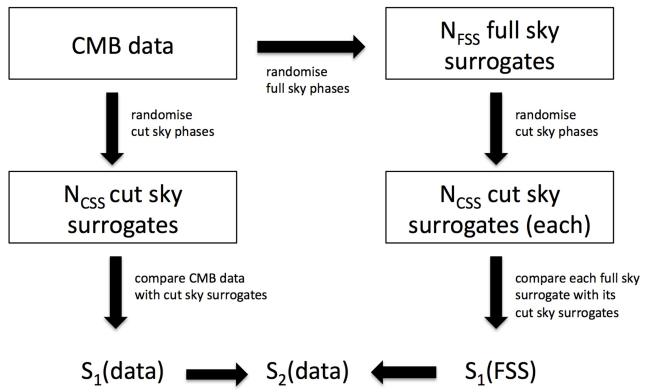 CMB data
randomise
full sky phases
N_FSS full sky
surrogates
randomise
cut sky phases
randomise
cut sky phases
N_CSS cut sky
surrogates
N_CSS cut sky
surrogates (each)
compare CMB data
with cut sky surrogates
compare each full sky
surrogate with its
cut sky surrogates
S_1(data)
S_2(data)
S_1(FSS)